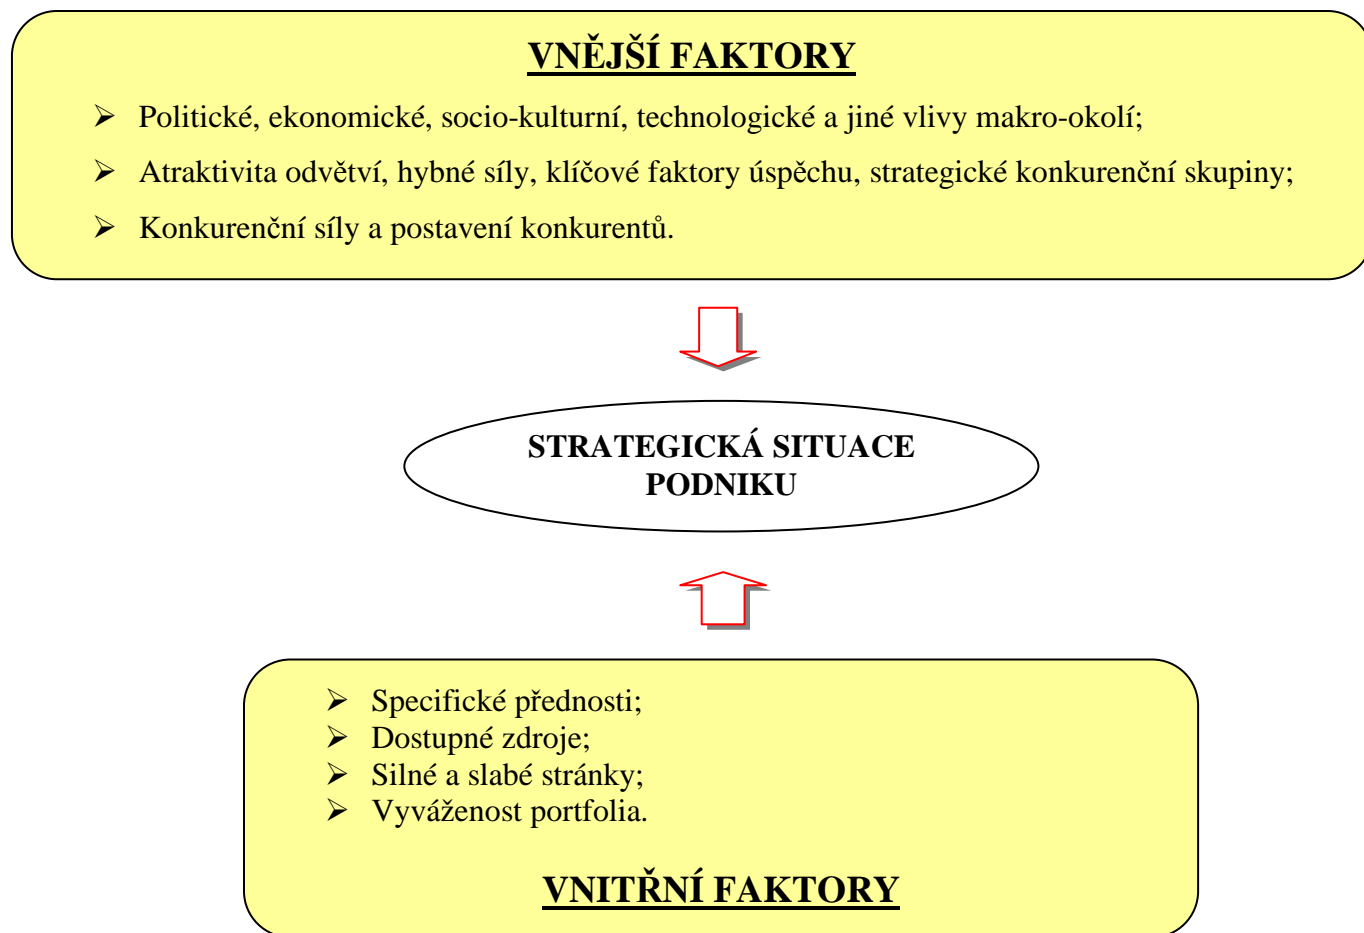 VNĚJŠÍ FAKTORY
➢ Politické, ekonomické, socio-kulturní, technologické a jiné vlivy makro-okolí;
➢ Atraktivita odvětví, hybné síly, klíčové faktory úspěchu, strategické konkurenční skupiny;
➢ Konkurenční síly a postavení konkurentů.
STRATEGICKÁ SITUACE
PODNIKU
➢ Specifické přednosti;
➢ Dostupné zdroje;
➢ Silné a slabé stránky;
➢ Vyváženost portfolia.
VNITŘNÍ FAKTORY